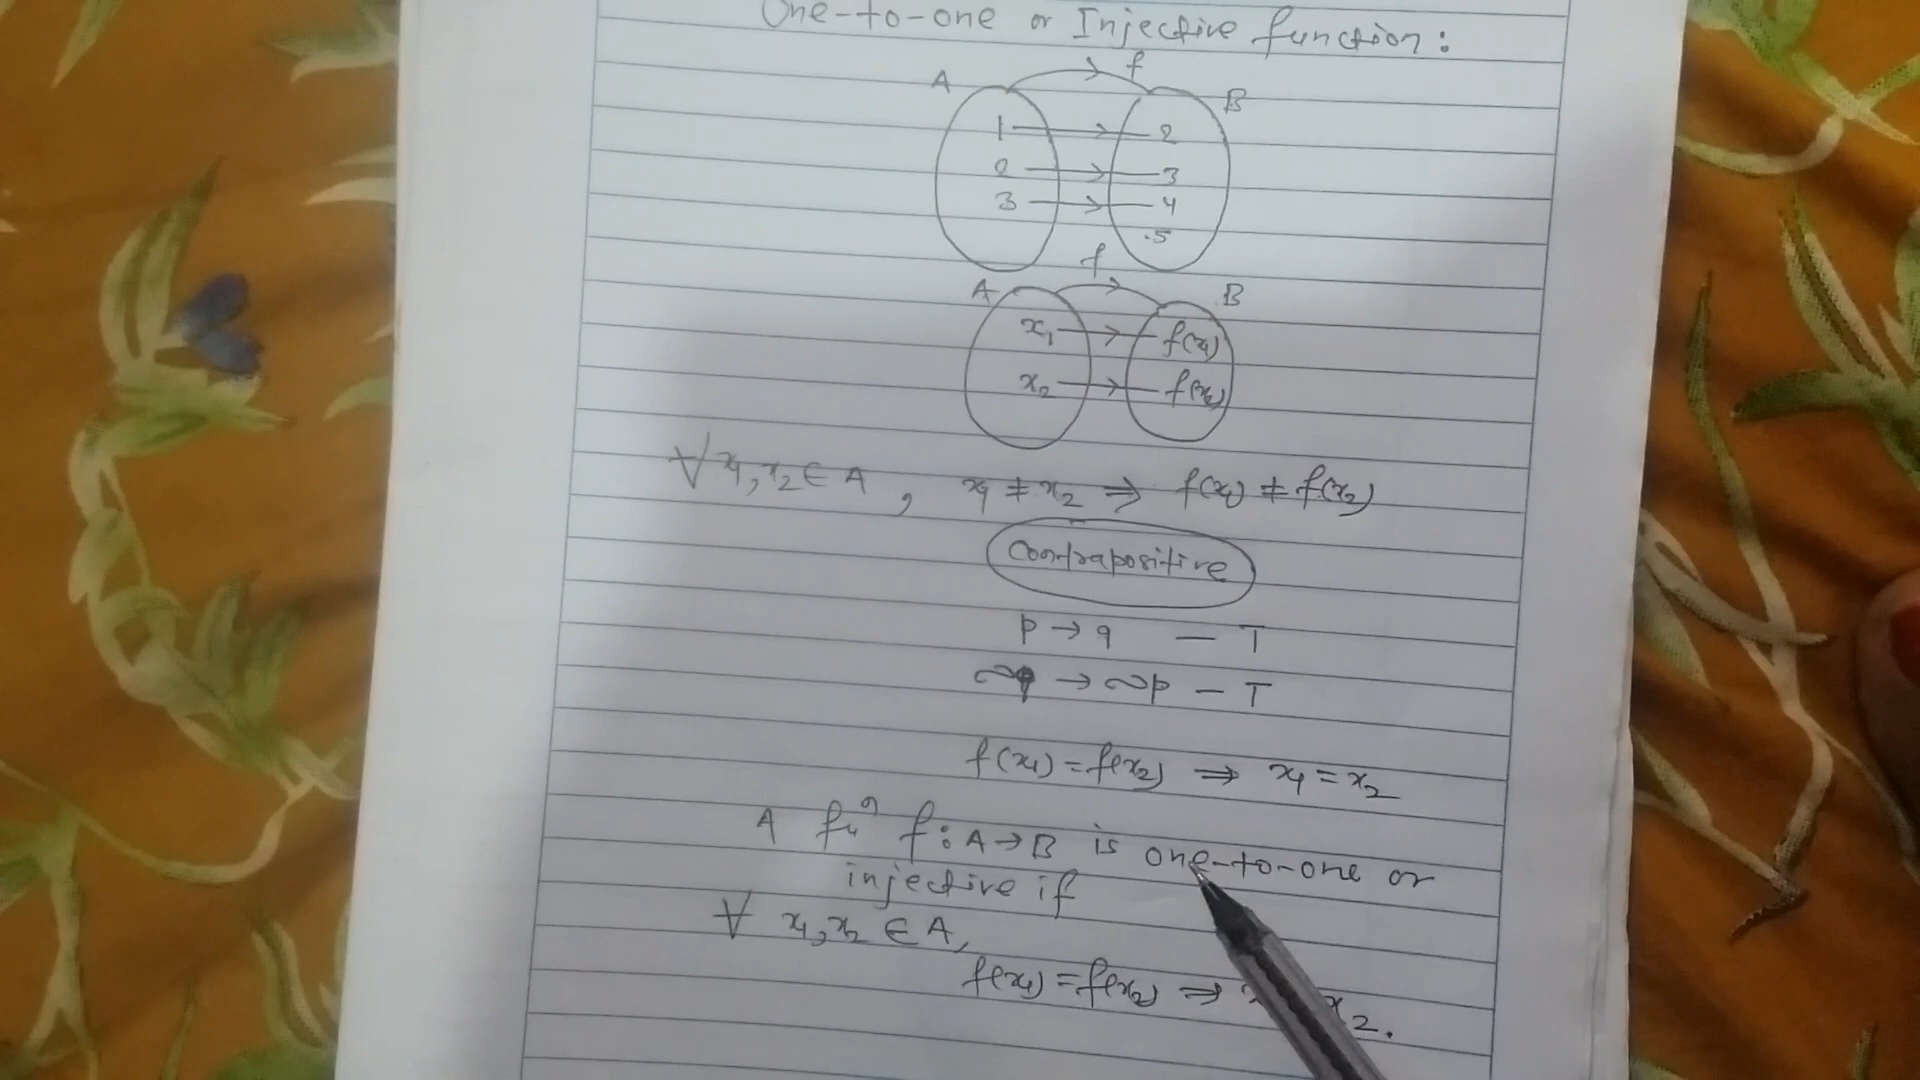 One-to-one or Injective function:
f
A B
1 2
2 3
3 4
.5
f
A B
x₁ f(x₁)
x₂ f(x₂)
∀ x₁, x₂ ∈ A, x₁ ≠ x₂ ⇒ f(x₁) ≠ f(x₂)
Contrapositive
p → q — T
~q → ~p — T
f(x₁) = f(x₂) ⇒ x₁ = x₂
A fuⁿ f: A → B is one-to-one or
injective if
∀ x₁, x₂ ∈ A,
f(x₁) = f(x₂) ⇒ x₂.